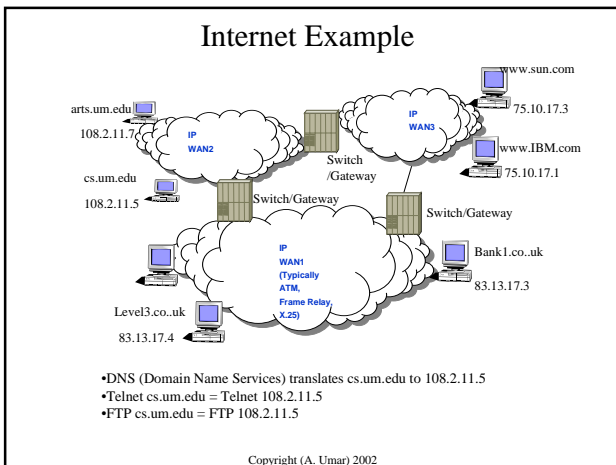 Internet Example
www.sun.com
75.10.17.3
arts.um.edu
108.2.11.7
IP
WAN2
IP
WAN3
Switch
/Gateway
www.IBM.com
75.10.17.1
cs.um.edu
108.2.11.5
Switch/Gateway
Switch/Gateway
IP
WAN1
(Typically
ATM,
Frame Relay,
X.25)
Bank1.co..uk
83.13.17.3
Level3.co..uk
83.13.17.4
•DNS (Domain Name Services) translates cs.um.edu to 108.2.11.5
•Telnet cs.um.edu = Telnet 108.2.11.5
•FTP cs.um.edu = FTP 108.2.11.5
Copyright (A. Umar) 2002